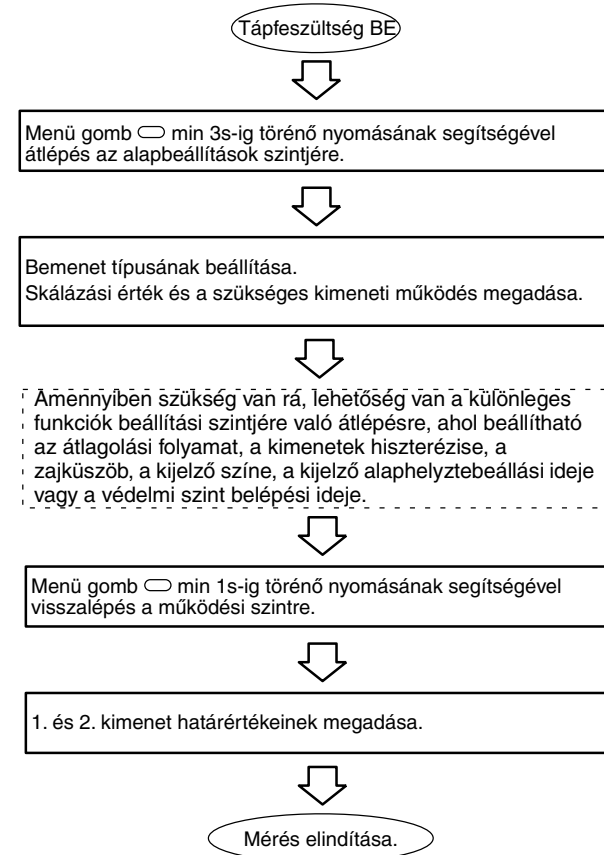 Tápfeszültség BE
Menü gomb min 3s-ig törénő nyomásának segítségével
átlépés az alapbeállítások szintjére.
Bemenet típusának beállítása.
Skálázási érték és a szükséges kimeneti működés megadása.
Amennyiben szükség van rá, lehetőség van a különleges
funkciók beállítási szintjére való átlépésre, ahol beállítható
az átlagolási folyamat, a kimenetek hiszterézise, a
zajküszöb, a kijelző színe, a kijelző alaphelyztebeállási ideje
vagy a védelmi szint belépési ideje.
Menü gomb min 1s-ig törénő nyomásának segítségével
visszalépés a működési szintre.
1. és 2. kimenet határértékeinek megadása.
Mérés elindítása.